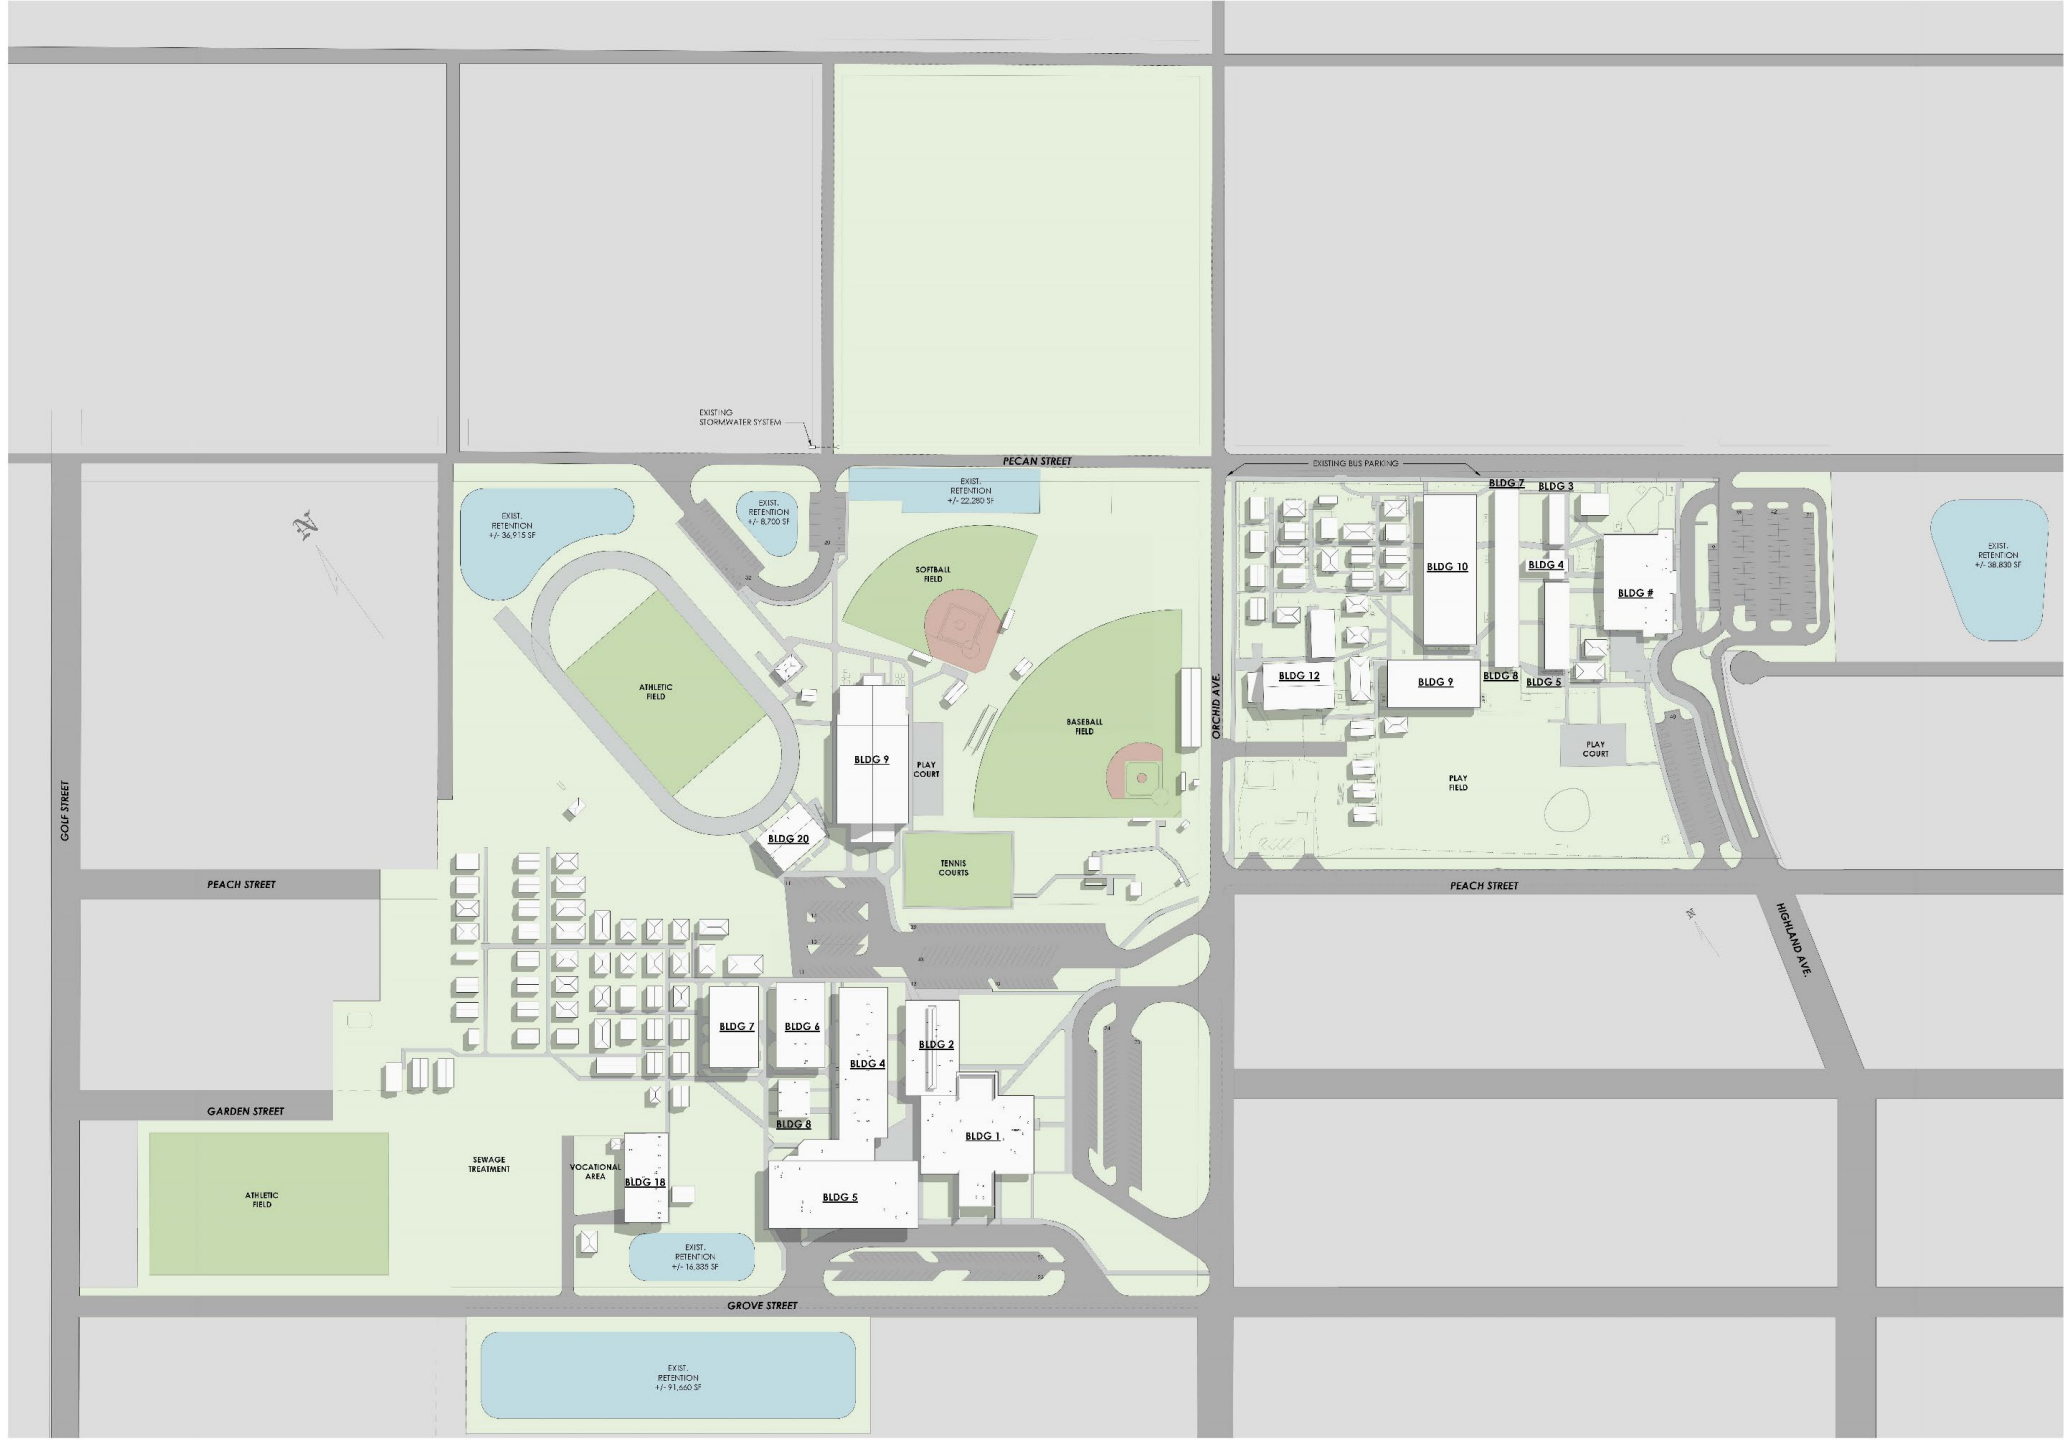 EXISTING
STORMWATER SYSTEM
PECAN STREET
EXISTING BUS PARKING
EXIST.
RETENTION
+/- 36,915 SF
EXIST.
RETENTION
+/- 8,700 SF
EXIST.
RETENTION
+/- 22,280 SF
BLDG 7
BLDG 3
N
SOFTBALL
FIELD
BLDG 10
BLDG 4
BLDG #
EXIST.
RETENTION
+/- 38,830 SF
ATHLETIC
FIELD
BLDG 12
BLDG 9
BLDG 8
BLDG 5
BASEBALL
FIELD
ORCHID AVE.
BLDG 9
PLAY
COURT
PLAY
COURT
PLAY
FIELD
GOLF STREET
BLDG 20
TENNIS
COURTS
PEACH STREET
PEACH STREET
N
HIGHLAND AVE.
BLDG 7
BLDG 6
BLDG 4
BLDG 2
GARDEN STREET
BLDG 8
BLDG 1
SEWAGE
TREATMENT
VOCATIONAL
AREA
BLDG 18
ATHLETIC
FIELD
BLDG 5
EXIST.
RETENTION
+/- 16,335 SF
GROVE STREET
EXIST.
RETENTION
+/- 91,660 SF